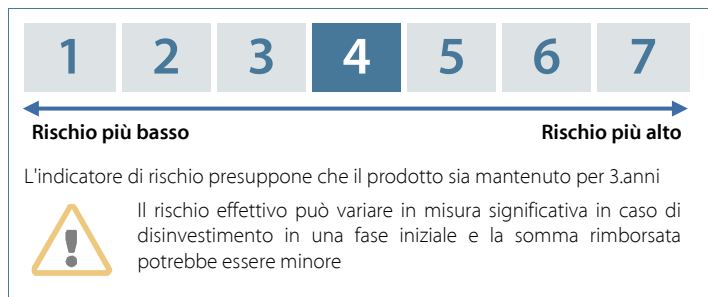 1 2 3 4 5 6 7
Rischio più basso Rischio più alto
L'indicatore di rischio presuppone che il prodotto sia mantenuto per 3.anni
Il rischio effettivo può variare in misura significativa in caso di
disinvestimento in una fase iniziale e la somma rimborsata
potrebbe essere minore